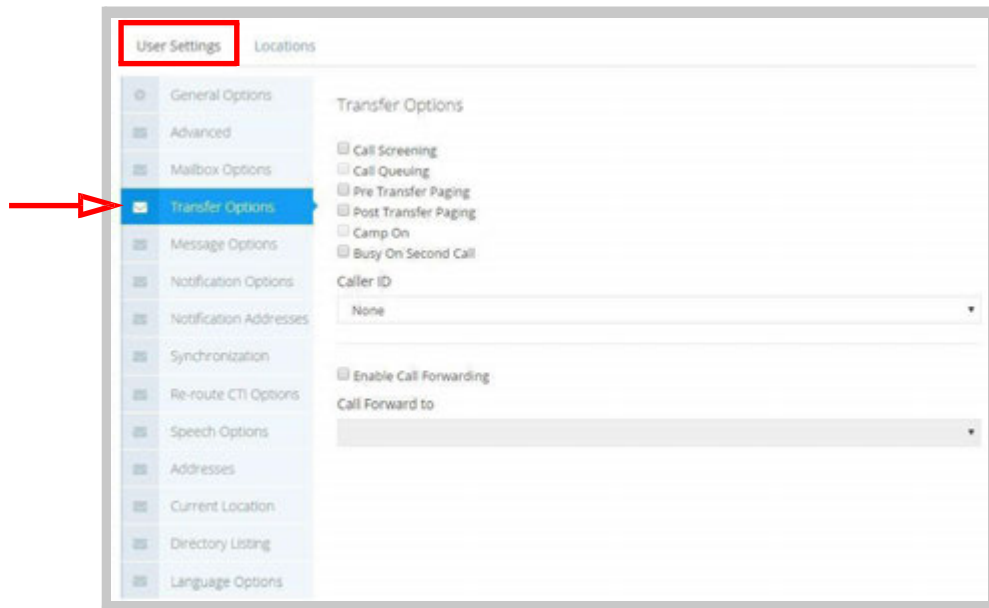 User Settings Locations
General Options
Advanced
Mailbox Options
Transfer Options
Message Options
Notification Options
Notification Addresses
Synchronization
Re-route CTI Options
Speech Options
Addresses
Current Location
Directory Listing
Language Options
Transfer Options
Call Screening
Call Queuing
Pre Transfer Paging
Post Transfer Paging
Camp On
Busy On Second Call
Caller ID
None
Enable Call Forwarding
Call Forward to